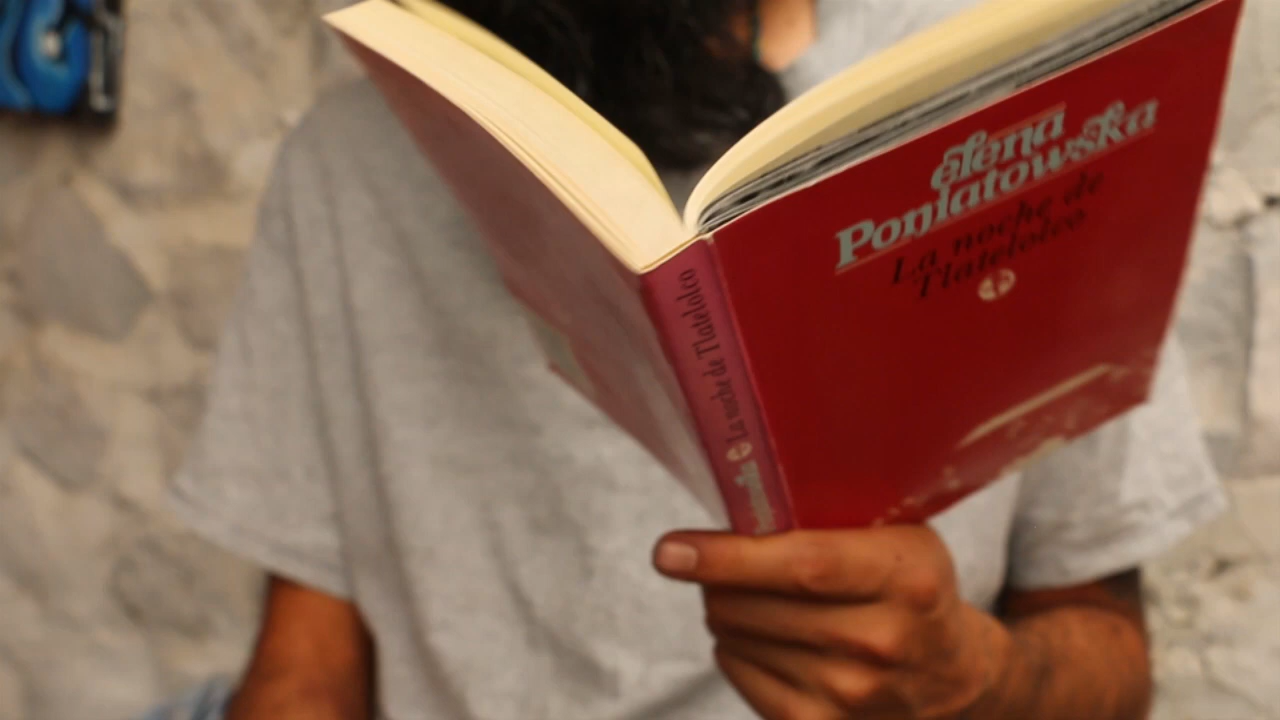 elena
Poniatowska
La noche de
Tlatelolco
La noche de Tlatelolco